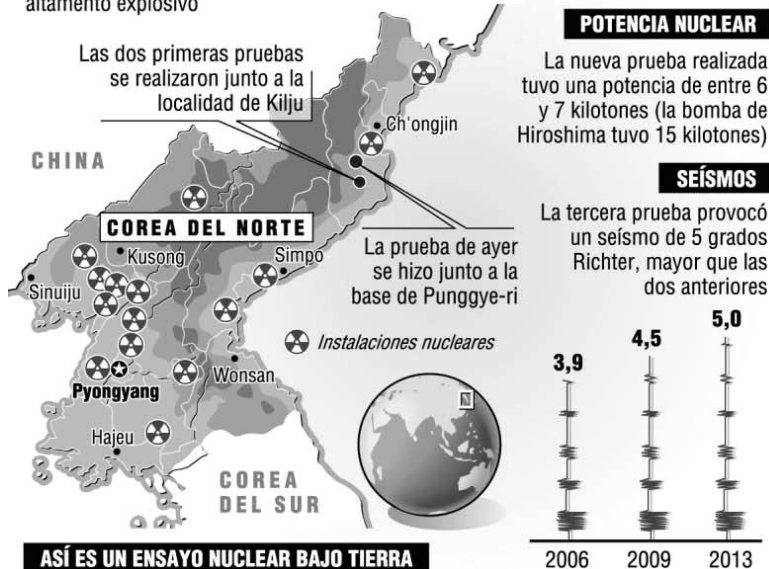 altamento explosivo
Las dos primeras pruebas
se realizaron junto a la
localidad de Kilju
CHINA
Ch'ongjin
COREA DEL NORTE
Kusong
Sinuiju
Simpo
La prueba de ayer
se hizo junto a la
base de Punggye-ri
Instalaciones nucleares
Wonsan
Pyongyang
Hajeu
COREA
DEL SUR
POTENCIA NUCLEAR
La nueva prueba realizada
tuvo una potencia de entre 6
y 7 kilotones (la bomba de
Hiroshima tuvo 15 kilotones)
SEÍSMOS
La tercera prueba provocó
un seísmo de 5 grados
Richter, mayor que las
dos anteriores
3,9
4,5
5,0
2006
2009
2013
ASÍ ES UN ENSAYO NUCLEAR BAJO TIERRA